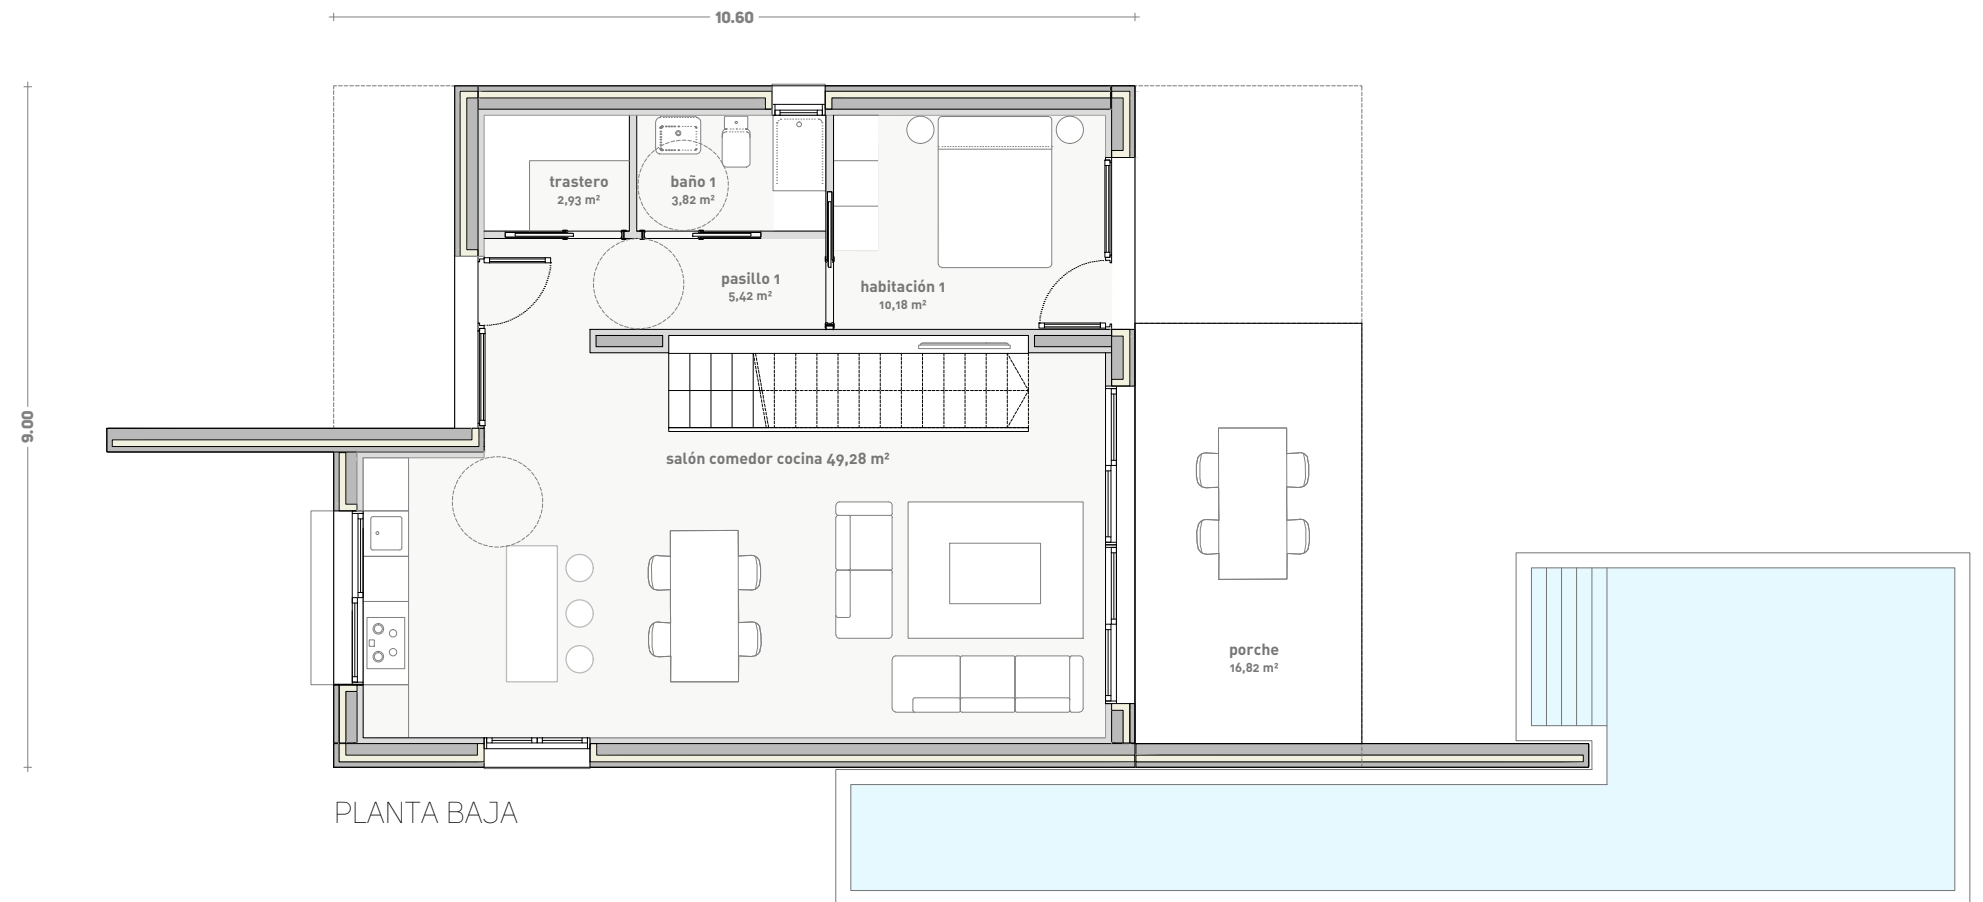 10.60
9.00
trastero
2,93 m²
baño 1
3,82 m²
pasillo 1
5,42 m²
habitación 1
10,18 m²
salón comedor cocina 49,28 m²
porche
16,82 m²
PLANTA BAJA